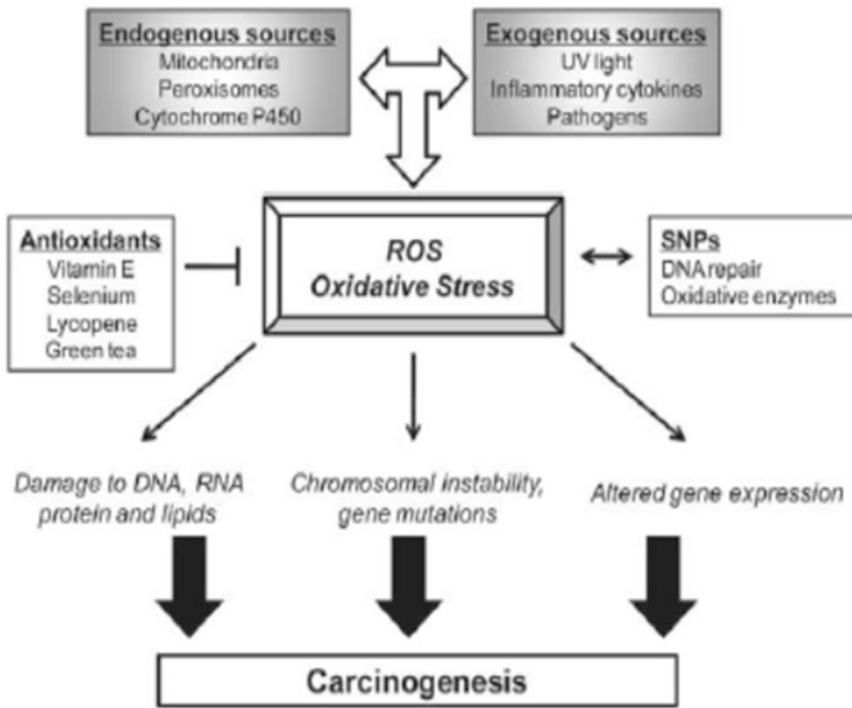 Endogenous sources
Mitochondria
Peroxisomes
Cytochrome P450
Exogenous sources
UV light
Inflammatory cytokines
Pathogens
Antioxidants
Vitamin E
Selenium
Lycopene
Green tea
ROS
Oxidative Stress
SNPs
DNA repair
Oxidative enzymes
Damage to DNA, RNA
protein and lipids
Chromosomal instability,
gene mutations
Altered gene expression
Carcinogenesis